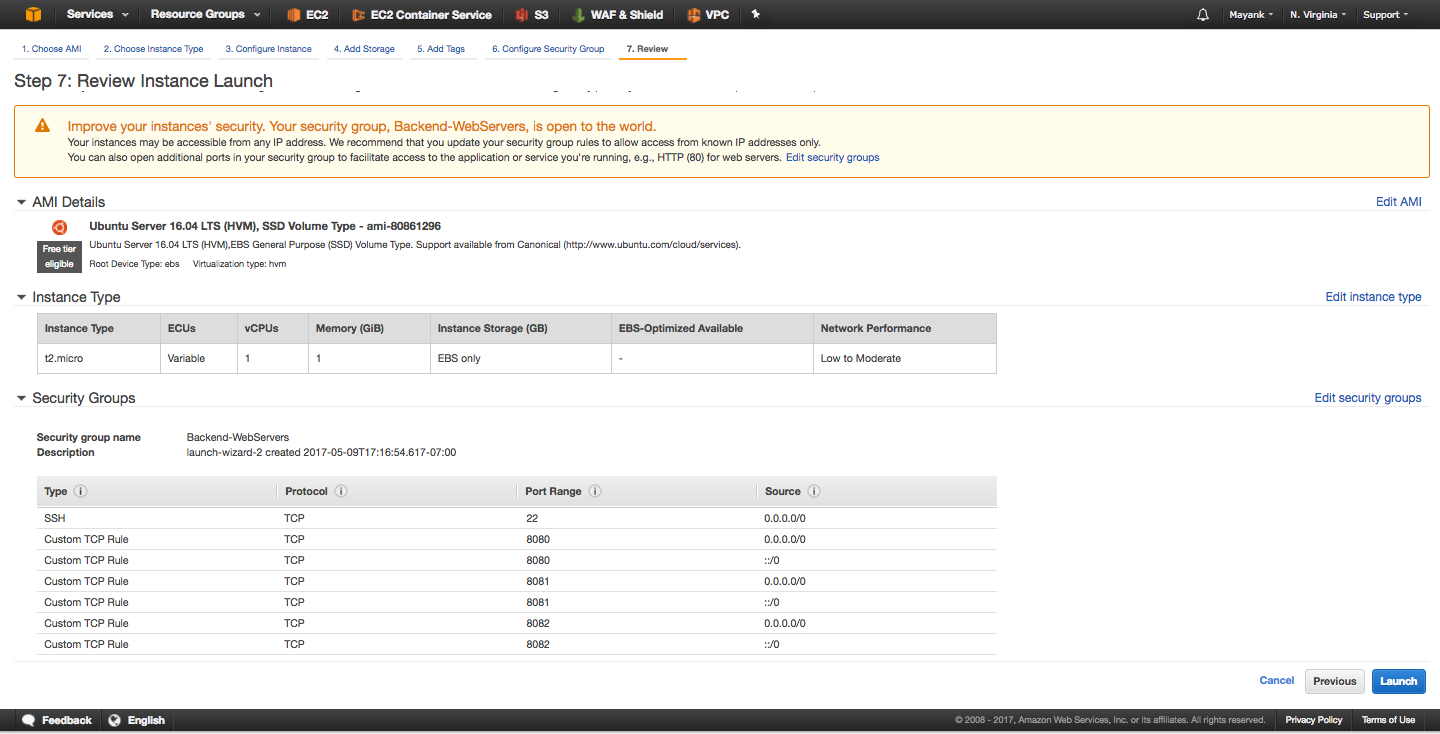 Services Resource Groups EC2 EC2 Container Service S3 WAF & Shield VPC Mayank N. Virginia Support
1. Choose AMI 2. Choose Instance Type 3. Configure Instance 4. Add Storage 5. Add Tags 6. Configure Security Group 7. Review
Step 7: Review Instance Launch
Improve your instances' security. Your security group, Backend-WebServers, is open to the world.
Your instances may be accessible from any IP address. We recommend that you update your security group rules to allow access from known IP addresses only.
You can also open additional ports in your security group to facilitate access to the application or service you're running, e.g., HTTP (80) for web servers. Edit security groups
AMI Details Edit AMI
Ubuntu Server 16.04 LTS (HVM), SSD Volume Type - ami-80861296
Free tier eligible
Ubuntu Server 16.04 LTS (HVM),EBS General Purpose (SSD) Volume Type. Support available from Canonical (http://www.ubuntu.com/cloud/services).
Root Device Type: ebs Virtualization type: hvm
Instance Type Edit instance type
Instance Type ECUs vCPUs Memory (GiB) Instance Storage (GB) EBS-Optimized Available Network Performance
t2.micro Variable 1 1 EBS only - Low to Moderate
Security Groups Edit security groups
Security group name Backend-WebServers
Description launch-wizard-2 created 2017-05-09T17:16:54.617-07:00
Type Protocol Port Range Source
SSH TCP 22 0.0.0.0/0
Custom TCP Rule TCP 8080 0.0.0.0/0
Custom TCP Rule TCP 8080 ::/0
Custom TCP Rule TCP 8081 0.0.0.0/0
Custom TCP Rule TCP 8081 ::/0
Custom TCP Rule TCP 8082 0.0.0.0/0
Custom TCP Rule TCP 8082 ::/0
Cancel Previous Launch
Feedback English © 2008 - 2017, Amazon Web Services, Inc. or its affiliates. All rights reserved. Privacy Policy Terms of Use